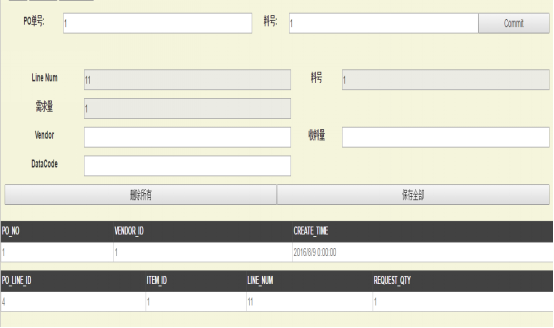 PO单号: 1 料号: 1 Commit
Line Num 11 料号 1
需求量 1
Vendor 收料量
DataCode
删除所有 保存全部
PO_NO VENDOR_ID CREATE_TIME
1 1 2016/8/9 0:00:00
PO_LINE_ID ITEM_ID LINE_NUM REQUEST_QTY
4 1 11 1